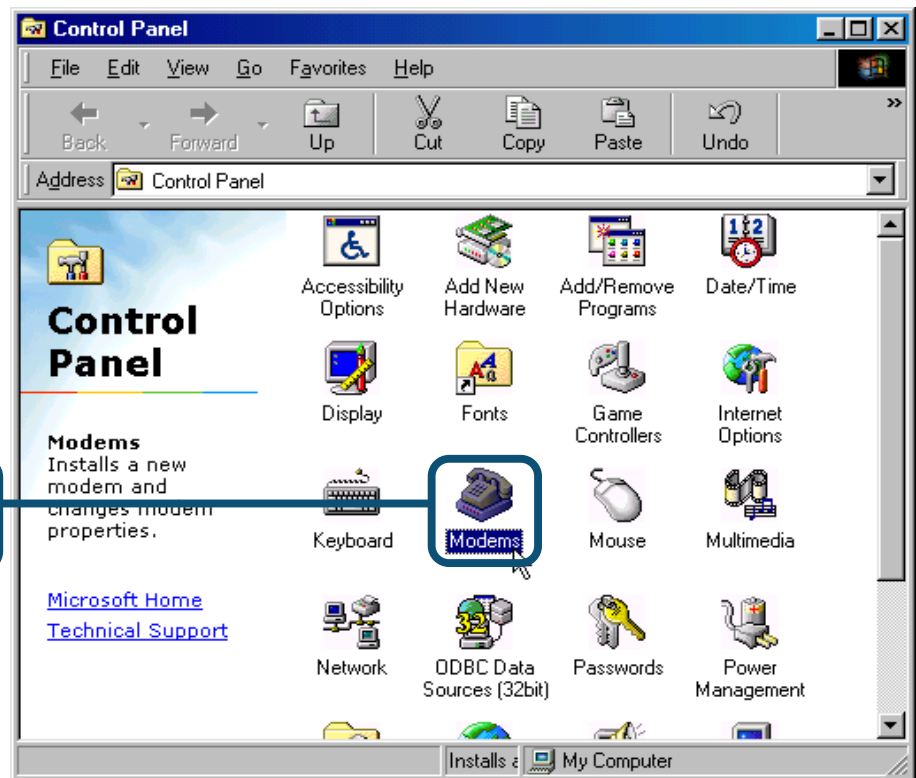 Control Panel
File Edit View Go Favorites Help
Back Forward Up Cut Copy Paste Undo »
Address Control Panel
Control
Panel
Modems
Installs a new
modem and
changes modem
properties.
Microsoft Home
Technical Support
Accessibility
Options
Add New
Hardware
Add/Remove
Programs
Date/Time
Display
Fonts
Game
Controllers
Internet
Options
Keyboard
Modems
Mouse
Multimedia
Network
ODBC Data
Sources (32bit)
Passwords
Power
Management
Installs a My Computer